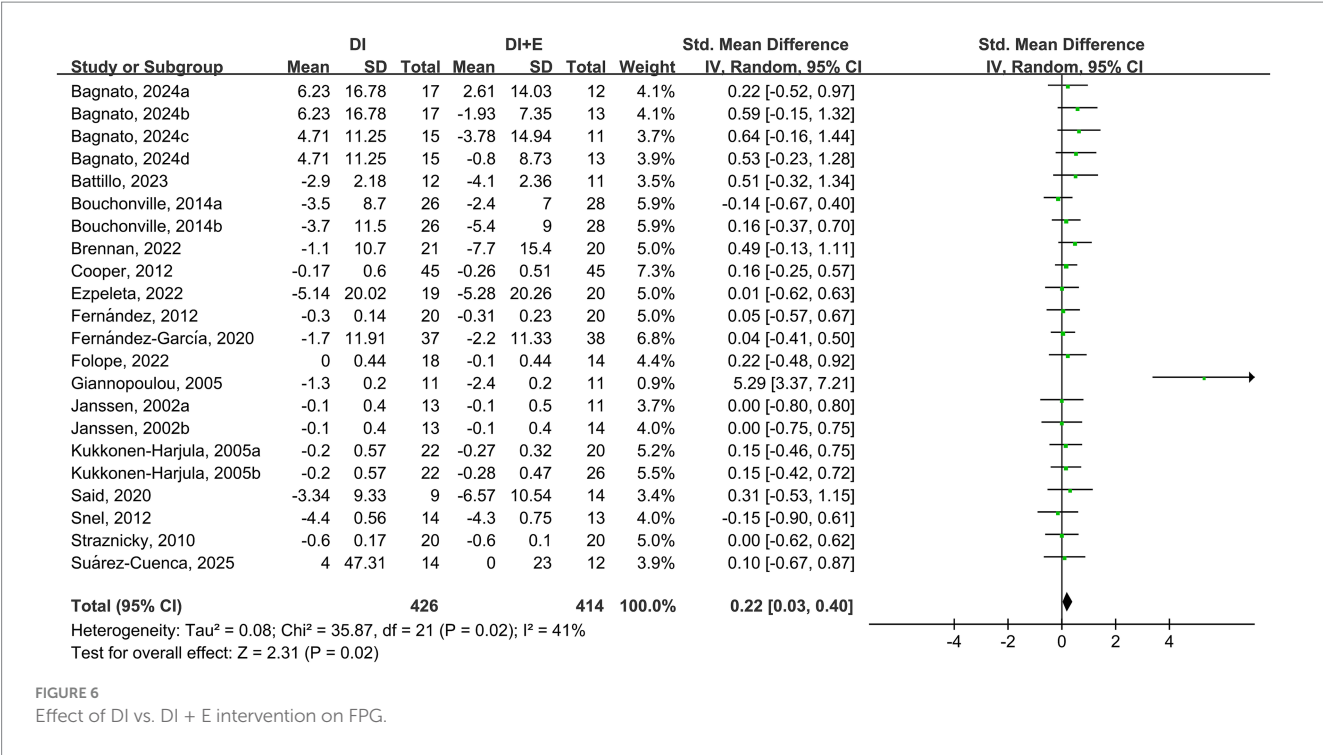 DI DI+E Std. Mean Difference Std. Mean Difference
Study or Subgroup Mean SD Total Mean SD Total Weight IV, Random, 95% CI IV, Random, 95% CI
Bagnato, 2024a 6.23 16.78 17 2.61 14.03 12 4.1% 0.22 [-0.52, 0.97]
Bagnato, 2024b 6.23 16.78 17 -1.93 7.35 13 4.1% 0.59 [-0.15, 1.32]
Bagnato, 2024c 4.71 11.25 15 -3.78 14.94 11 3.7% 0.64 [-0.16, 1.44]
Bagnato, 2024d 4.71 11.25 15 -0.8 8.73 13 3.9% 0.53 [-0.23, 1.28]
Battillo, 2023 -2.9 2.18 12 -4.1 2.36 11 3.5% 0.51 [-0.32, 1.34]
Bouchonville, 2014a -3.5 8.7 26 -2.4 7 28 5.9% -0.14 [-0.67, 0.40]
Bouchonville, 2014b -3.7 11.5 26 -5.4 9 28 5.9% 0.16 [-0.37, 0.70]
Brennan, 2022 -1.1 10.7 21 -7.7 15.4 20 5.0% 0.49 [-0.13, 1.11]
Cooper, 2012 -0.17 0.6 45 -0.26 0.51 45 7.3% 0.16 [-0.25, 0.57]
Ezpeleta, 2022 -5.14 20.02 19 -5.28 20.26 20 5.0% 0.01 [-0.62, 0.63]
Fernández, 2012 -0.3 0.14 20 -0.31 0.23 20 5.0% 0.05 [-0.57, 0.67]
Fernández-García, 2020 -1.7 11.91 37 -2.2 11.33 38 6.8% 0.04 [-0.41, 0.50]
Folope, 2022 0 0.44 18 -0.1 0.44 14 4.4% 0.22 [-0.48, 0.92]
Giannopoulou, 2005 -1.3 0.2 11 -2.4 0.2 11 0.9% 5.29 [3.37, 7.21]
Janssen, 2002a -0.1 0.4 13 -0.1 0.5 11 3.7% 0.00 [-0.80, 0.80]
Janssen, 2002b -0.1 0.4 13 -0.1 0.4 14 4.0% 0.00 [-0.75, 0.75]
Kukkonen-Harjula, 2005a -0.2 0.57 22 -0.27 0.32 20 5.2% 0.15 [-0.46, 0.75]
Kukkonen-Harjula, 2005b -0.2 0.57 22 -0.28 0.47 26 5.5% 0.15 [-0.42, 0.72]
Said, 2020 -3.34 9.33 9 -6.57 10.54 14 3.4% 0.31 [-0.53, 1.15]
Snel, 2012 -4.4 0.56 14 -4.3 0.75 13 4.0% -0.15 [-0.90, 0.61]
Straznicky, 2010 -0.6 0.17 20 -0.6 0.1 20 5.0% 0.00 [-0.62, 0.62]
Suárez-Cuenca, 2025 4 47.31 14 0 23 12 3.9% 0.10 [-0.67, 0.87]
Total (95% CI) 426 414 100.0% 0.22 [0.03, 0.40]
Heterogeneity: Tau² = 0.08; Chi² = 35.87, df = 21 (P = 0.02); I² = 41%
Test for overall effect: Z = 2.31 (P = 0.02)
-4 -2 0 2 4
FIGURE 6
Effect of DI vs. DI + E intervention on FPG.